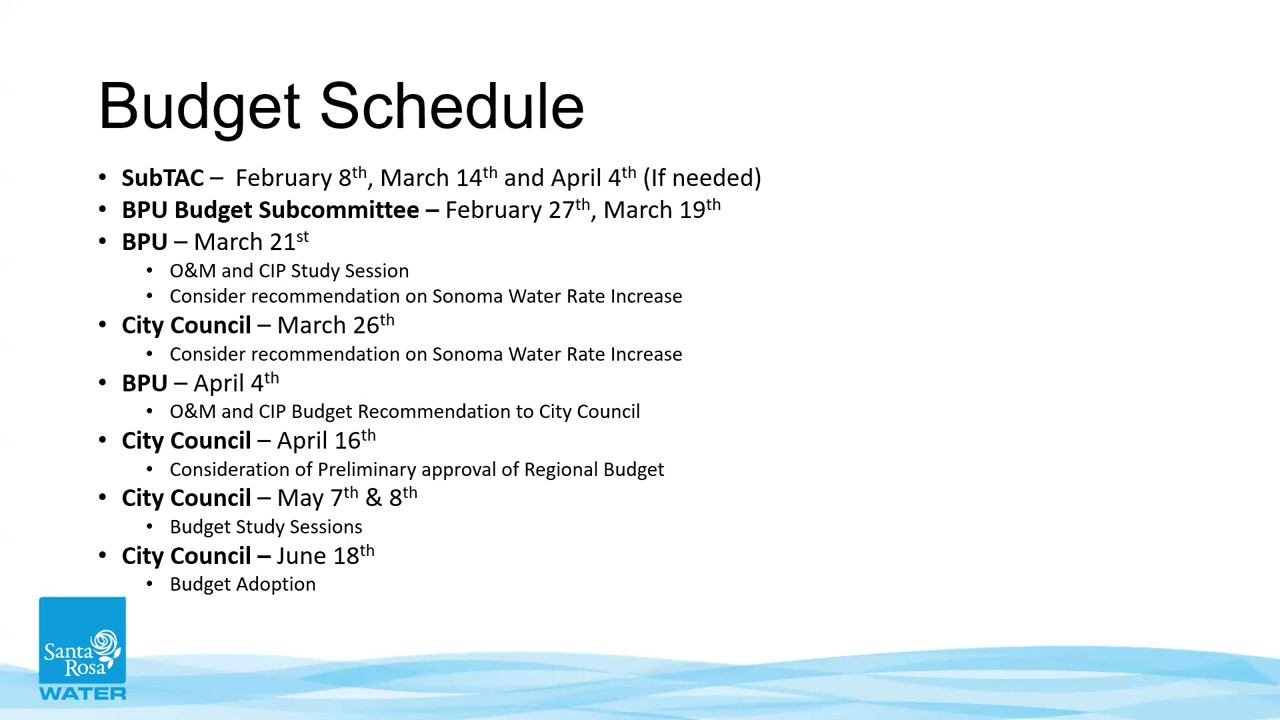 Budget Schedule
• SubTAC – February 8th, March 14th and April 4th (If needed)
• BPU Budget Subcommittee – February 27th, March 19th
• BPU – March 21st
• O&M and CIP Study Session
• Consider recommendation on Sonoma Water Rate Increase
• City Council – March 26th
• Consider recommendation on Sonoma Water Rate Increase
• BPU – April 4th
• O&M and CIP Budget Recommendation to City Council
• City Council – April 16th
• Consideration of Preliminary approval of Regional Budget
• City Council – May 7th & 8th
• Budget Study Sessions
• City Council – June 18th
• Budget Adoption
Santa
Rosa
WATER